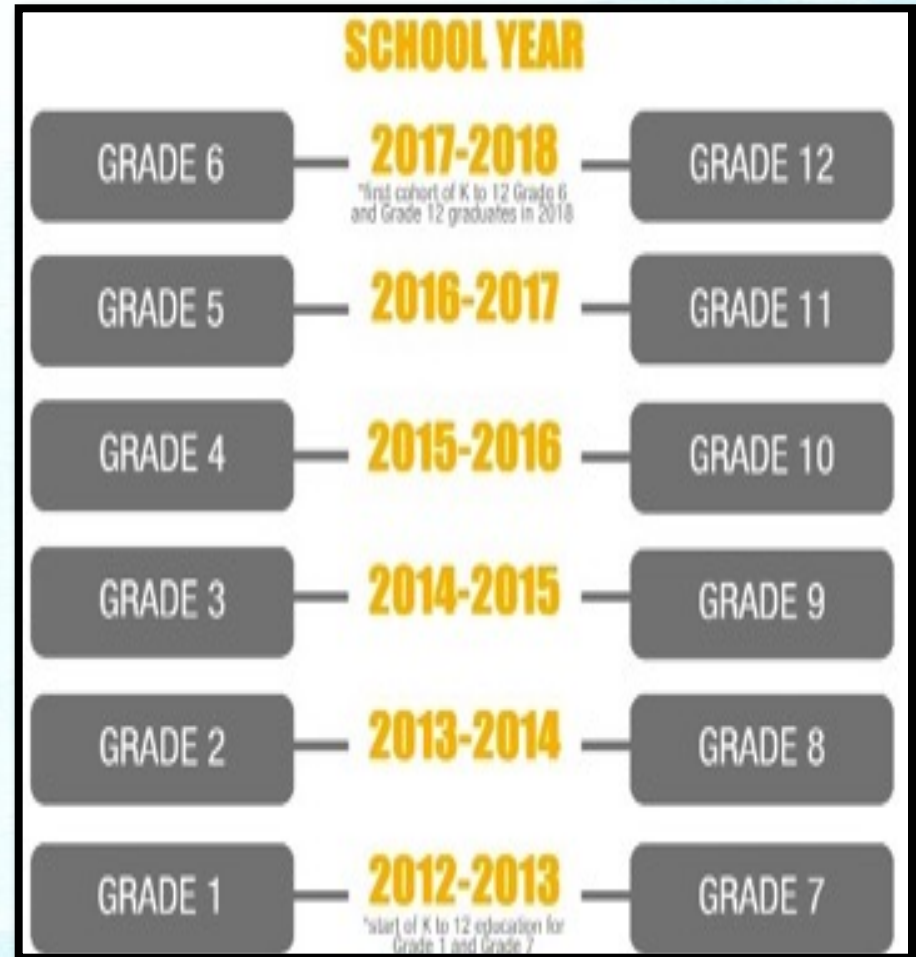 SCHOOL YEAR
GRADE 6 2017-2018 GRADE 12
*first cohort of K to 12 Grade 6
and Grade 12 graduates in 2018
GRADE 5 2016-2017 GRADE 11
GRADE 4 2015-2016 GRADE 10
GRADE 3 2014-2015 GRADE 9
GRADE 2 2013-2014 GRADE 8
GRADE 1 2012-2013 GRADE 7
*start of K to 12 education for
Grade 1 and Grade 7